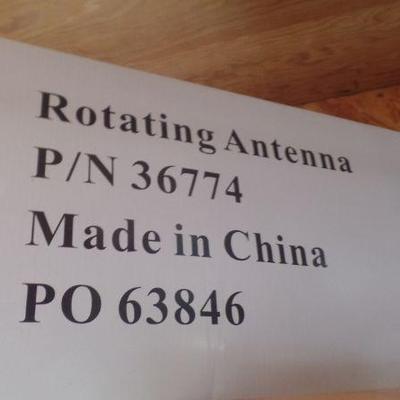 Rotating Antenna
P/N 36774
Made in China
PO 63846